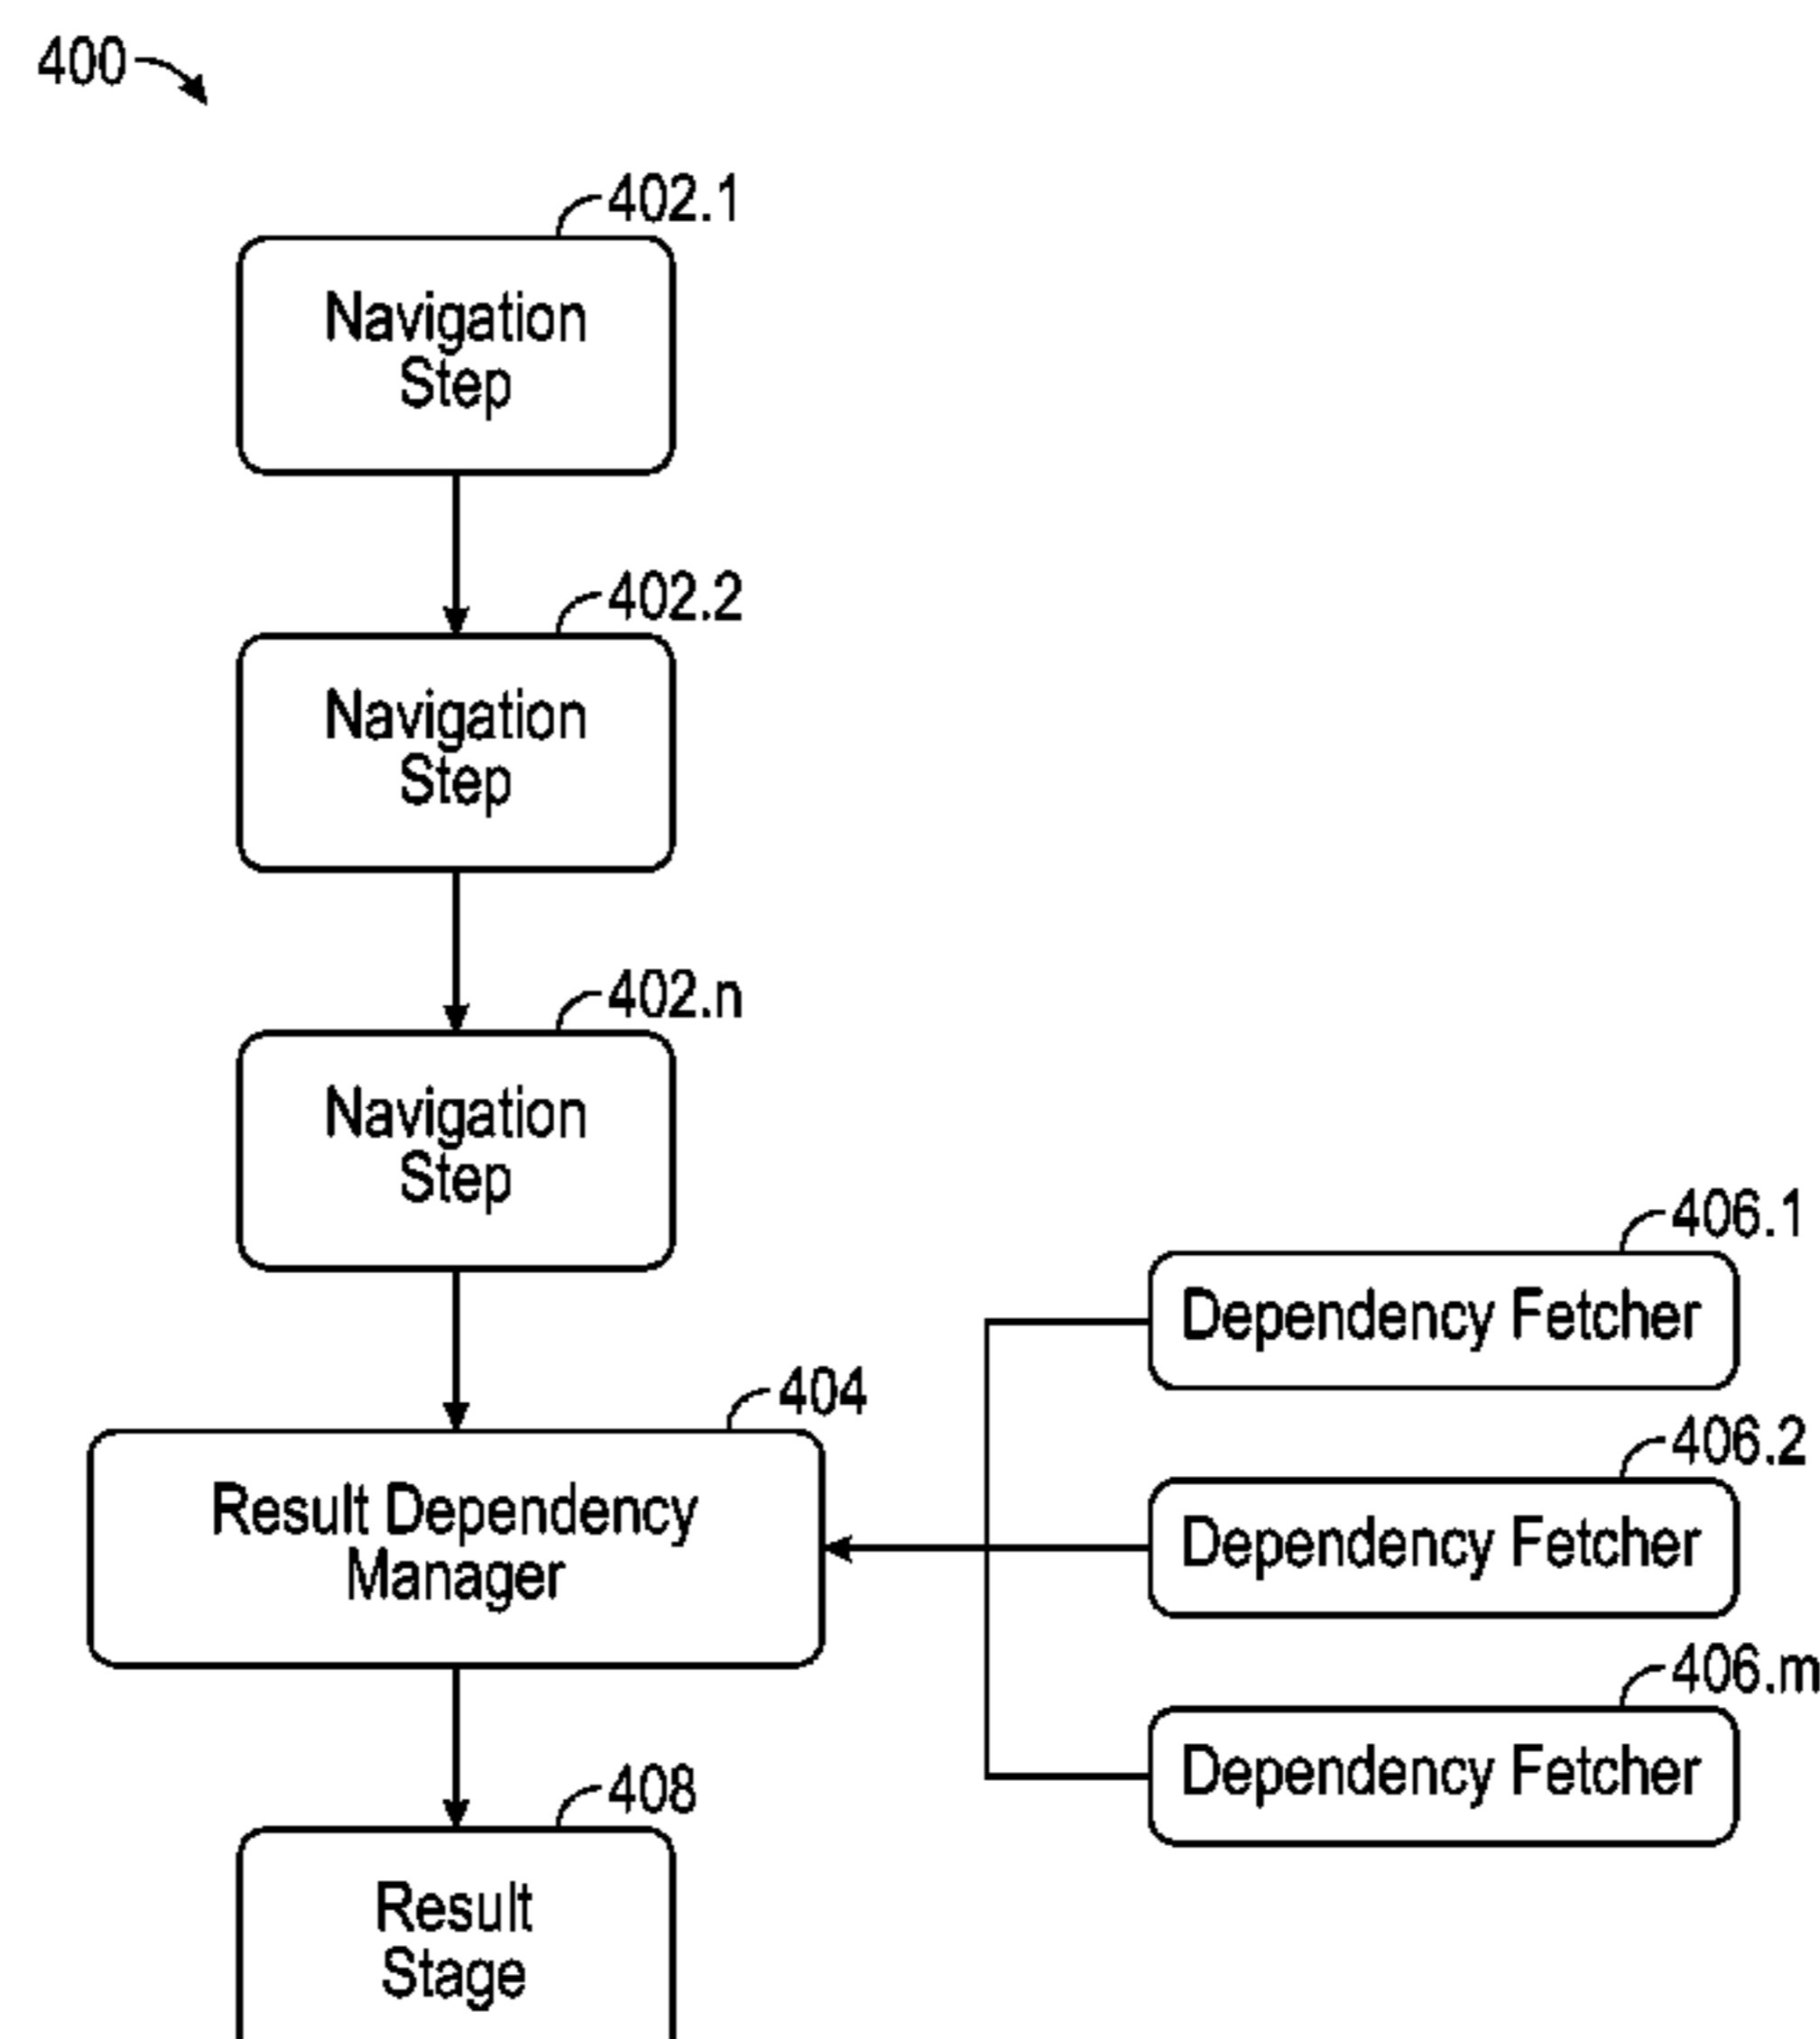 400
402.1
Navigation
Step
402.2
Navigation
Step
402.n
Navigation
Step
406.1
Dependency Fetcher
404
Result Dependency
Manager
406.2
Dependency Fetcher
406.m
Dependency Fetcher
408
Result
Stage